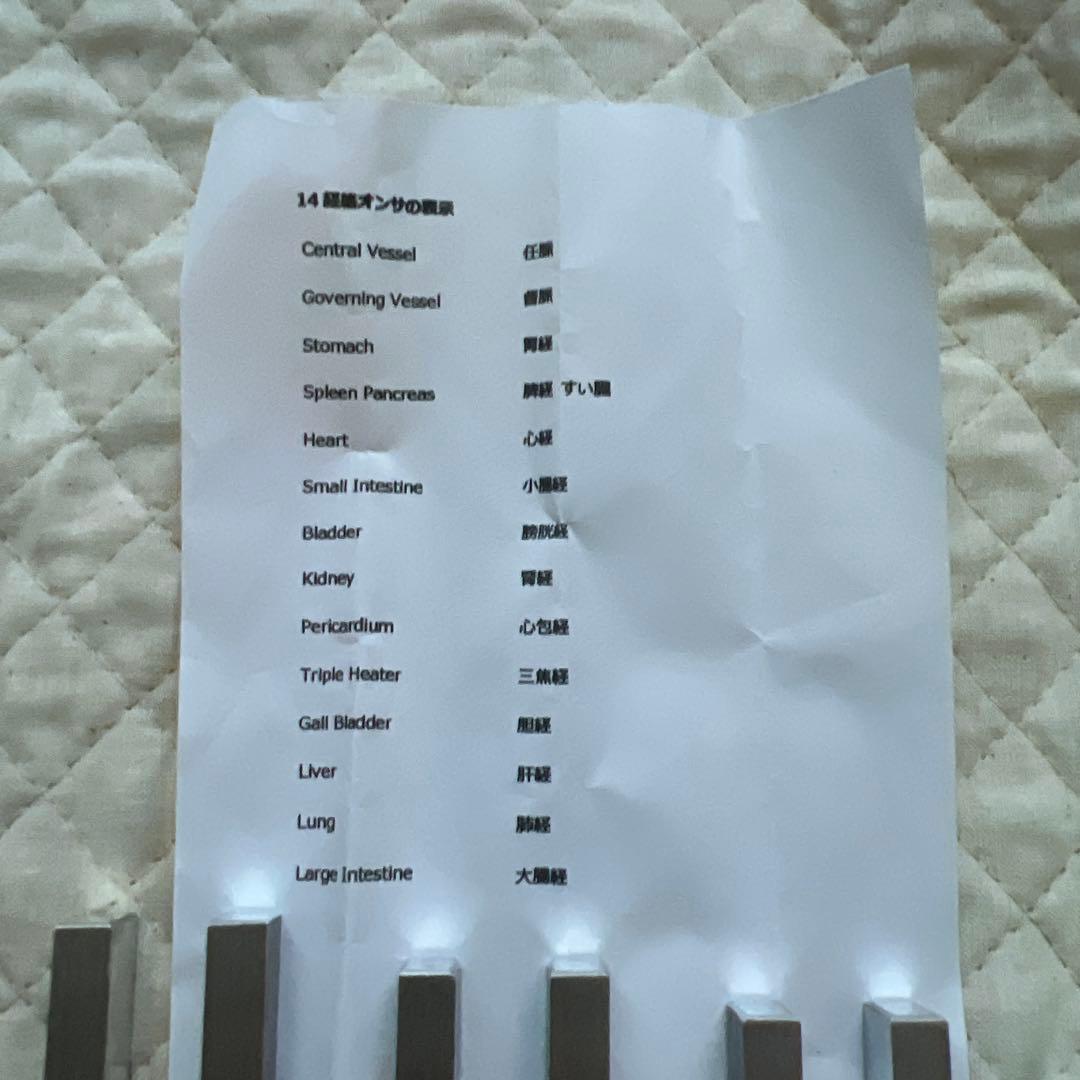 14 経絡オンサの表示
Central Vessel 任脈
Governing Vessel 督脈
Stomach 胃経
Spleen Pancreas 脾経 すい臓
Heart 心経
Small Intestine 小腸経
Bladder 膀胱経
Kidney 腎経
Pericardium 心包経
Triple Heater 三焦経
Gall Bladder 胆経
Liver 肝経
Lung 肺経
Large Intestine 大腸経